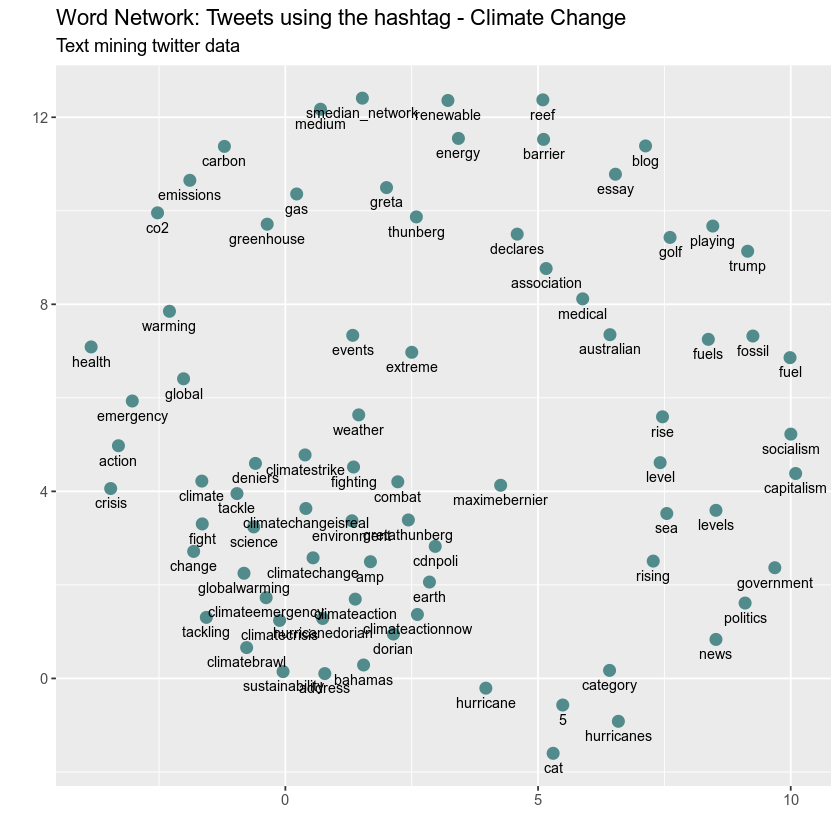 Word Network: Tweets using the hashtag - Climate Change
Text mining twitter data
12
smedian_network
renewable
reef
medium
carbon
energy
barrier
blog
emissions
gas
greta
essay
co2
greenhouse
thunberg
declares
golf
playing
trump
association
8
warming
medical
health
events
extreme
australian
fuels
fossil
fuel
global
emergency
weather
rise
socialism
action
deniers
climatestrike
fighting
level
capitalism
4
crisis
climate
tackle
combat
maximebernier
fight
science
climatechangeisreal
environment
gretathunberg
sea
levels
change
globalwarming
climatechange
amp
cdnpoli
earth
rising
government
tackling
climateemergency
climateaction
climateactionnow
politics
climatebrawl
climatecrisis
hurricanedorian
dorian
news
0
sustainability
address
bahamas
hurricane
category
5
hurricanes
cat
0
5
10